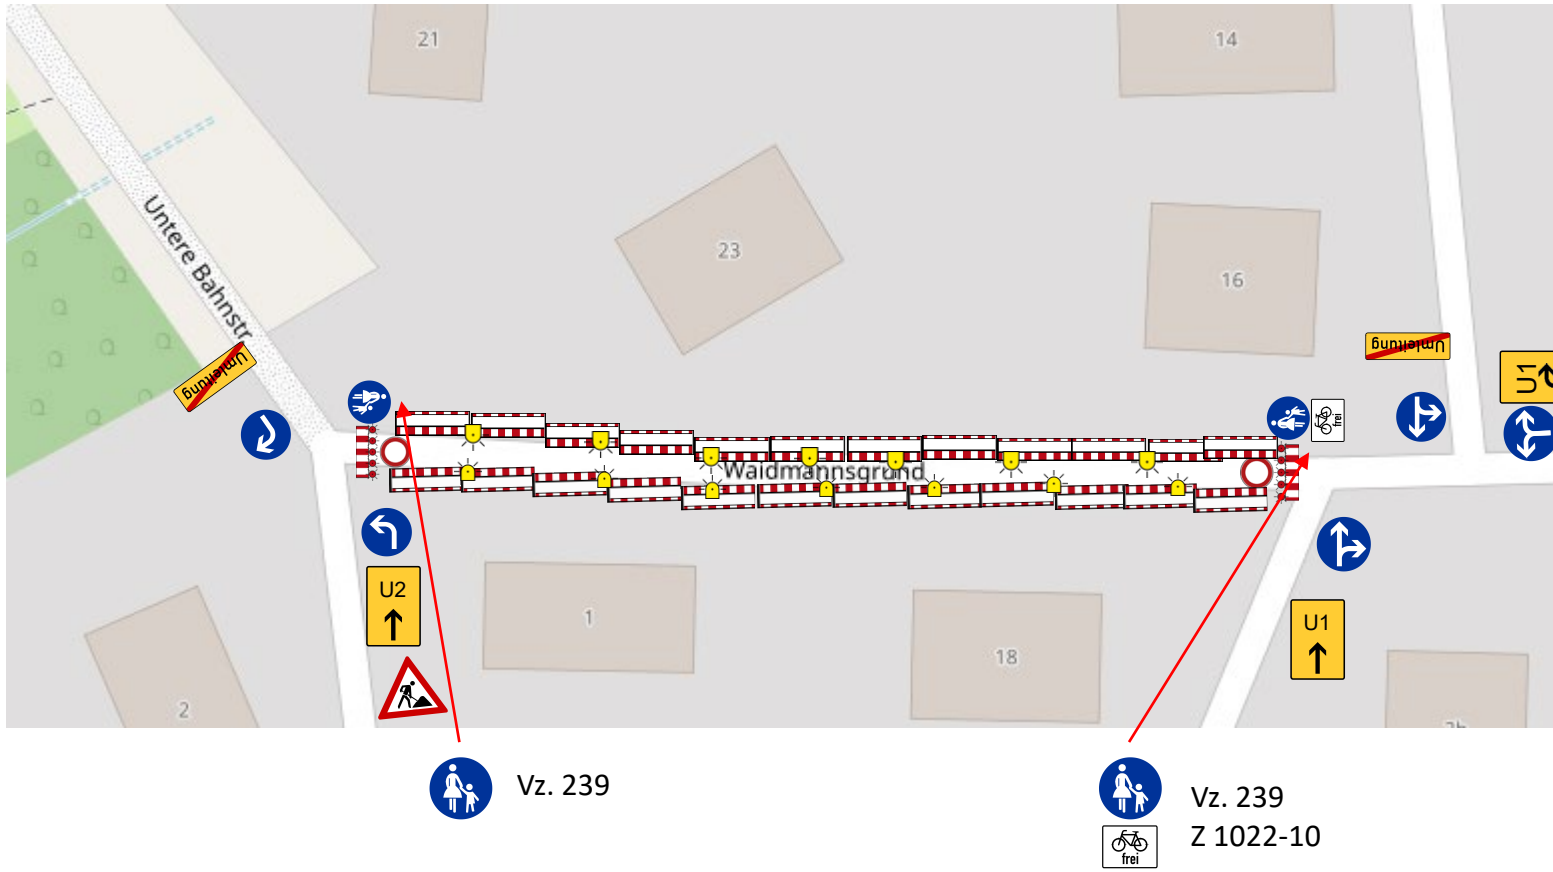 21
14
23
16
Untere Bahnstr
Umleitung
Umleitung
U1
frei
Waidmannsgrund
U2
U1
1
18
2
Vz. 239
Vz. 239
Z 1022-10
frei